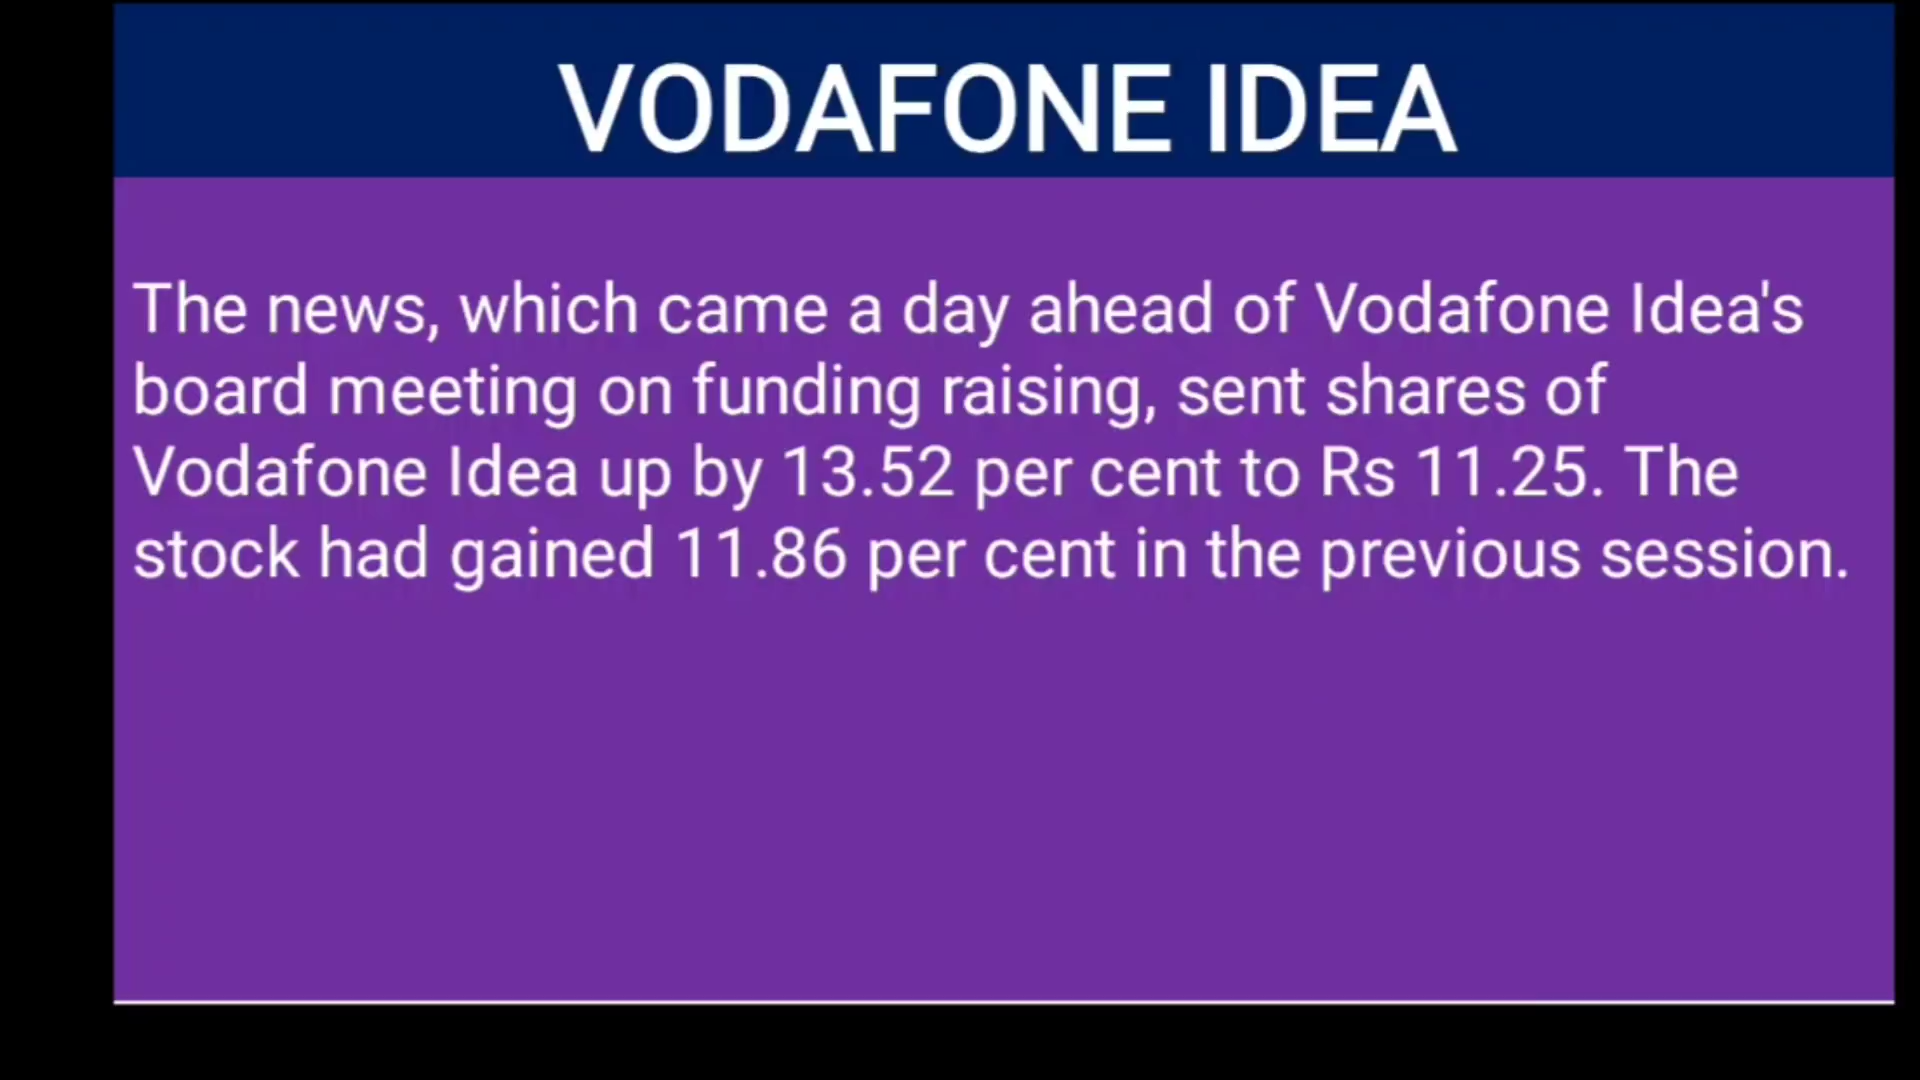 VODAFONE IDEA
The news, which came a day ahead of Vodafone Idea's
board meeting on funding raising, sent shares of
Vodafone Idea up by 13.52 per cent to Rs 11.25. The
stock had gained 11.86 per cent in the previous session.